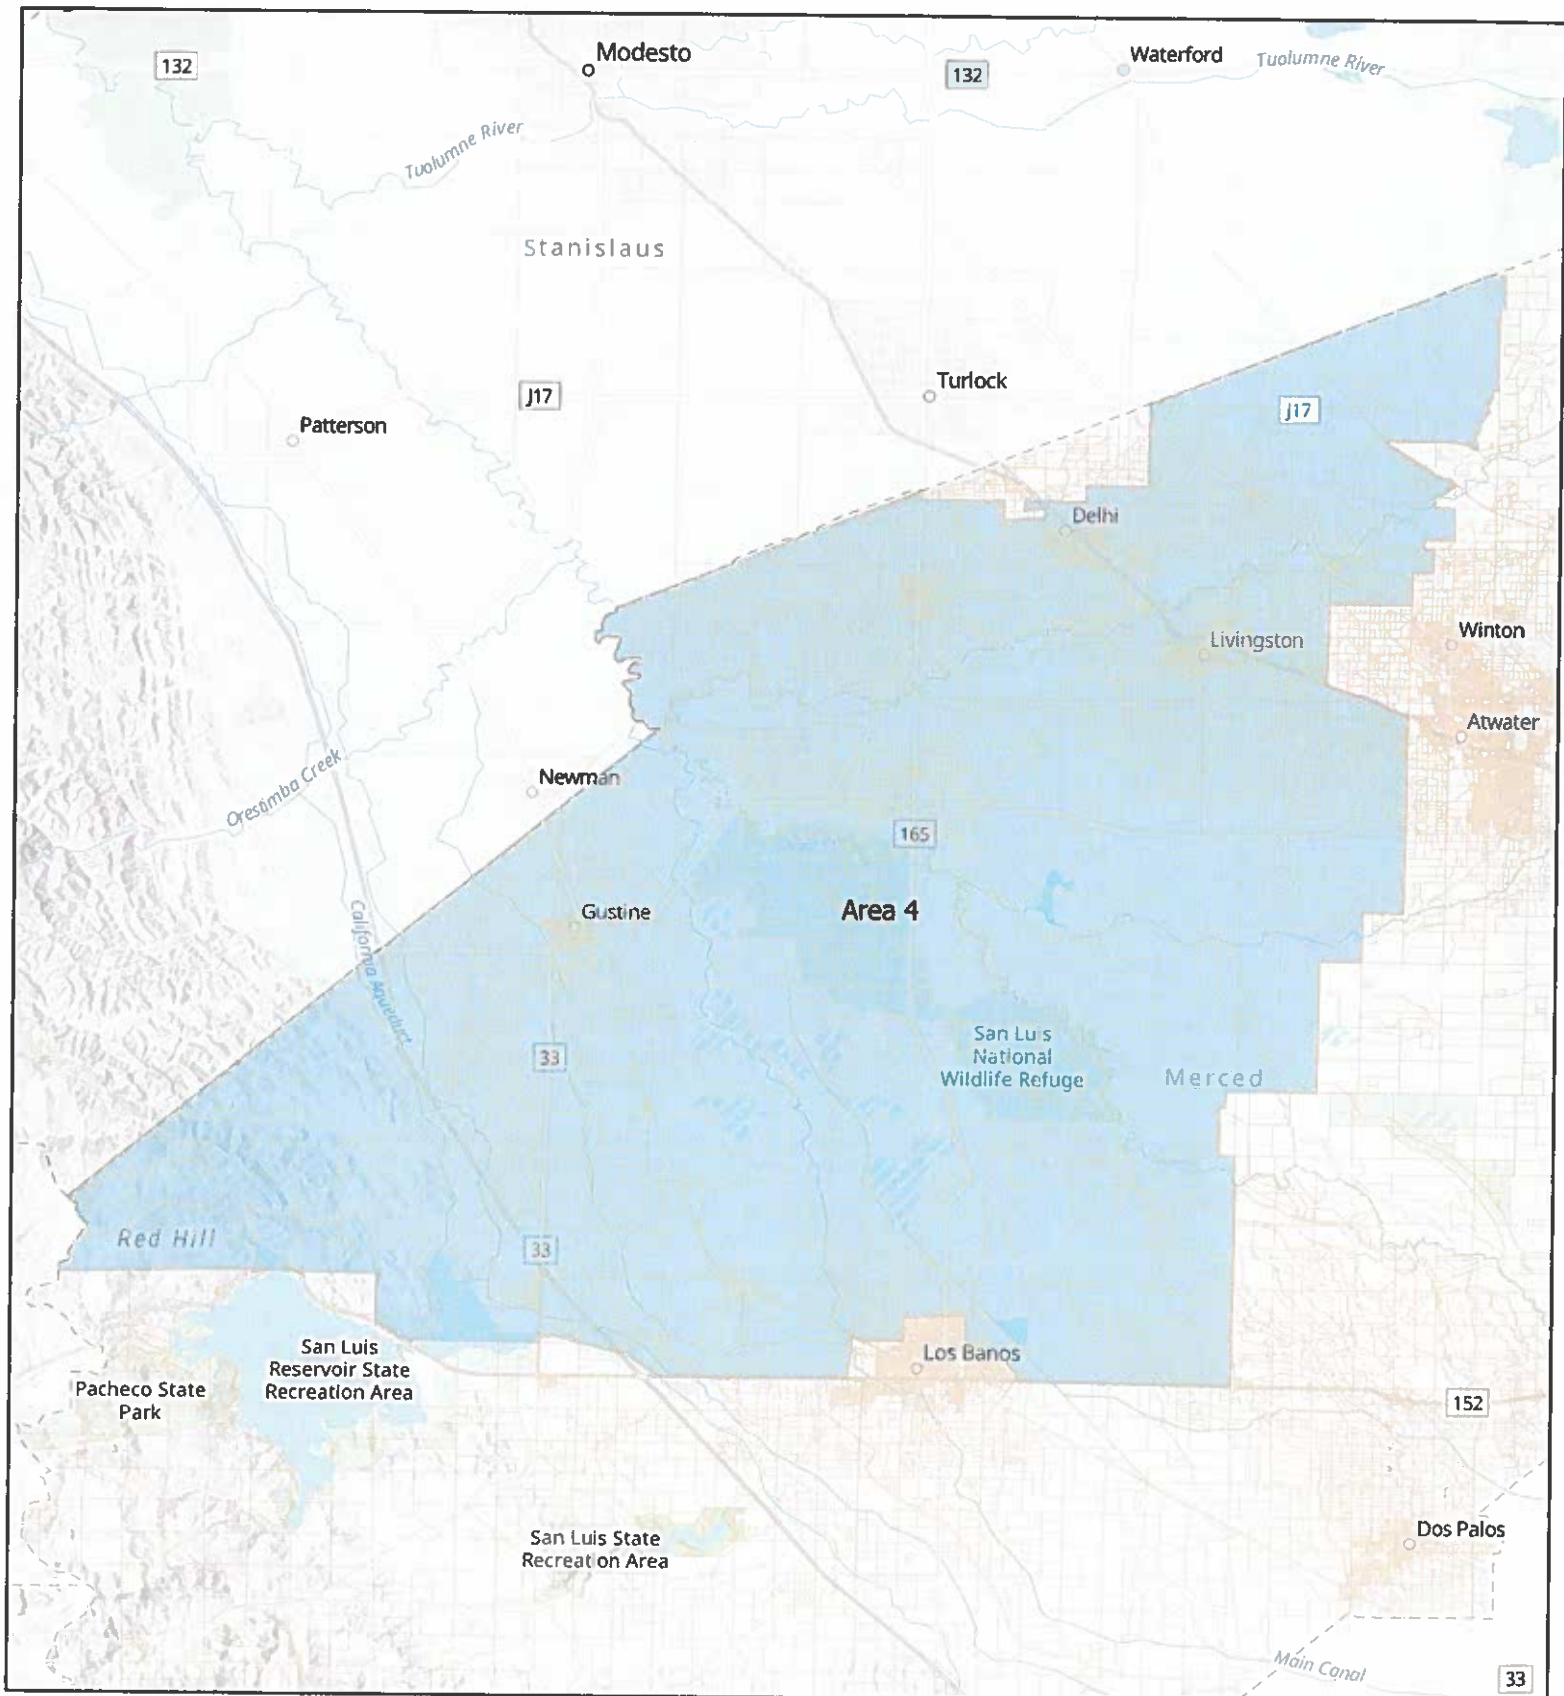 132
Modesto
132
Waterford
Tuolumne River
Tuolumne River
Stanislaus
Turlock
J17
J17
Patterson
Delhi
Winton
Livingston
Atwater
Newman
Orestimba Creek
165
Gustine
Area 4
California Aqueduct
33
San Luis
National
Wildlife Refuge
Merced
Red Hill
33
San Luis
Reservoir State
Recreation Area
Los Banos
Pacheco State
Park
152
San Luis State
Recreation Area
Dos Palos
Main Canal
33